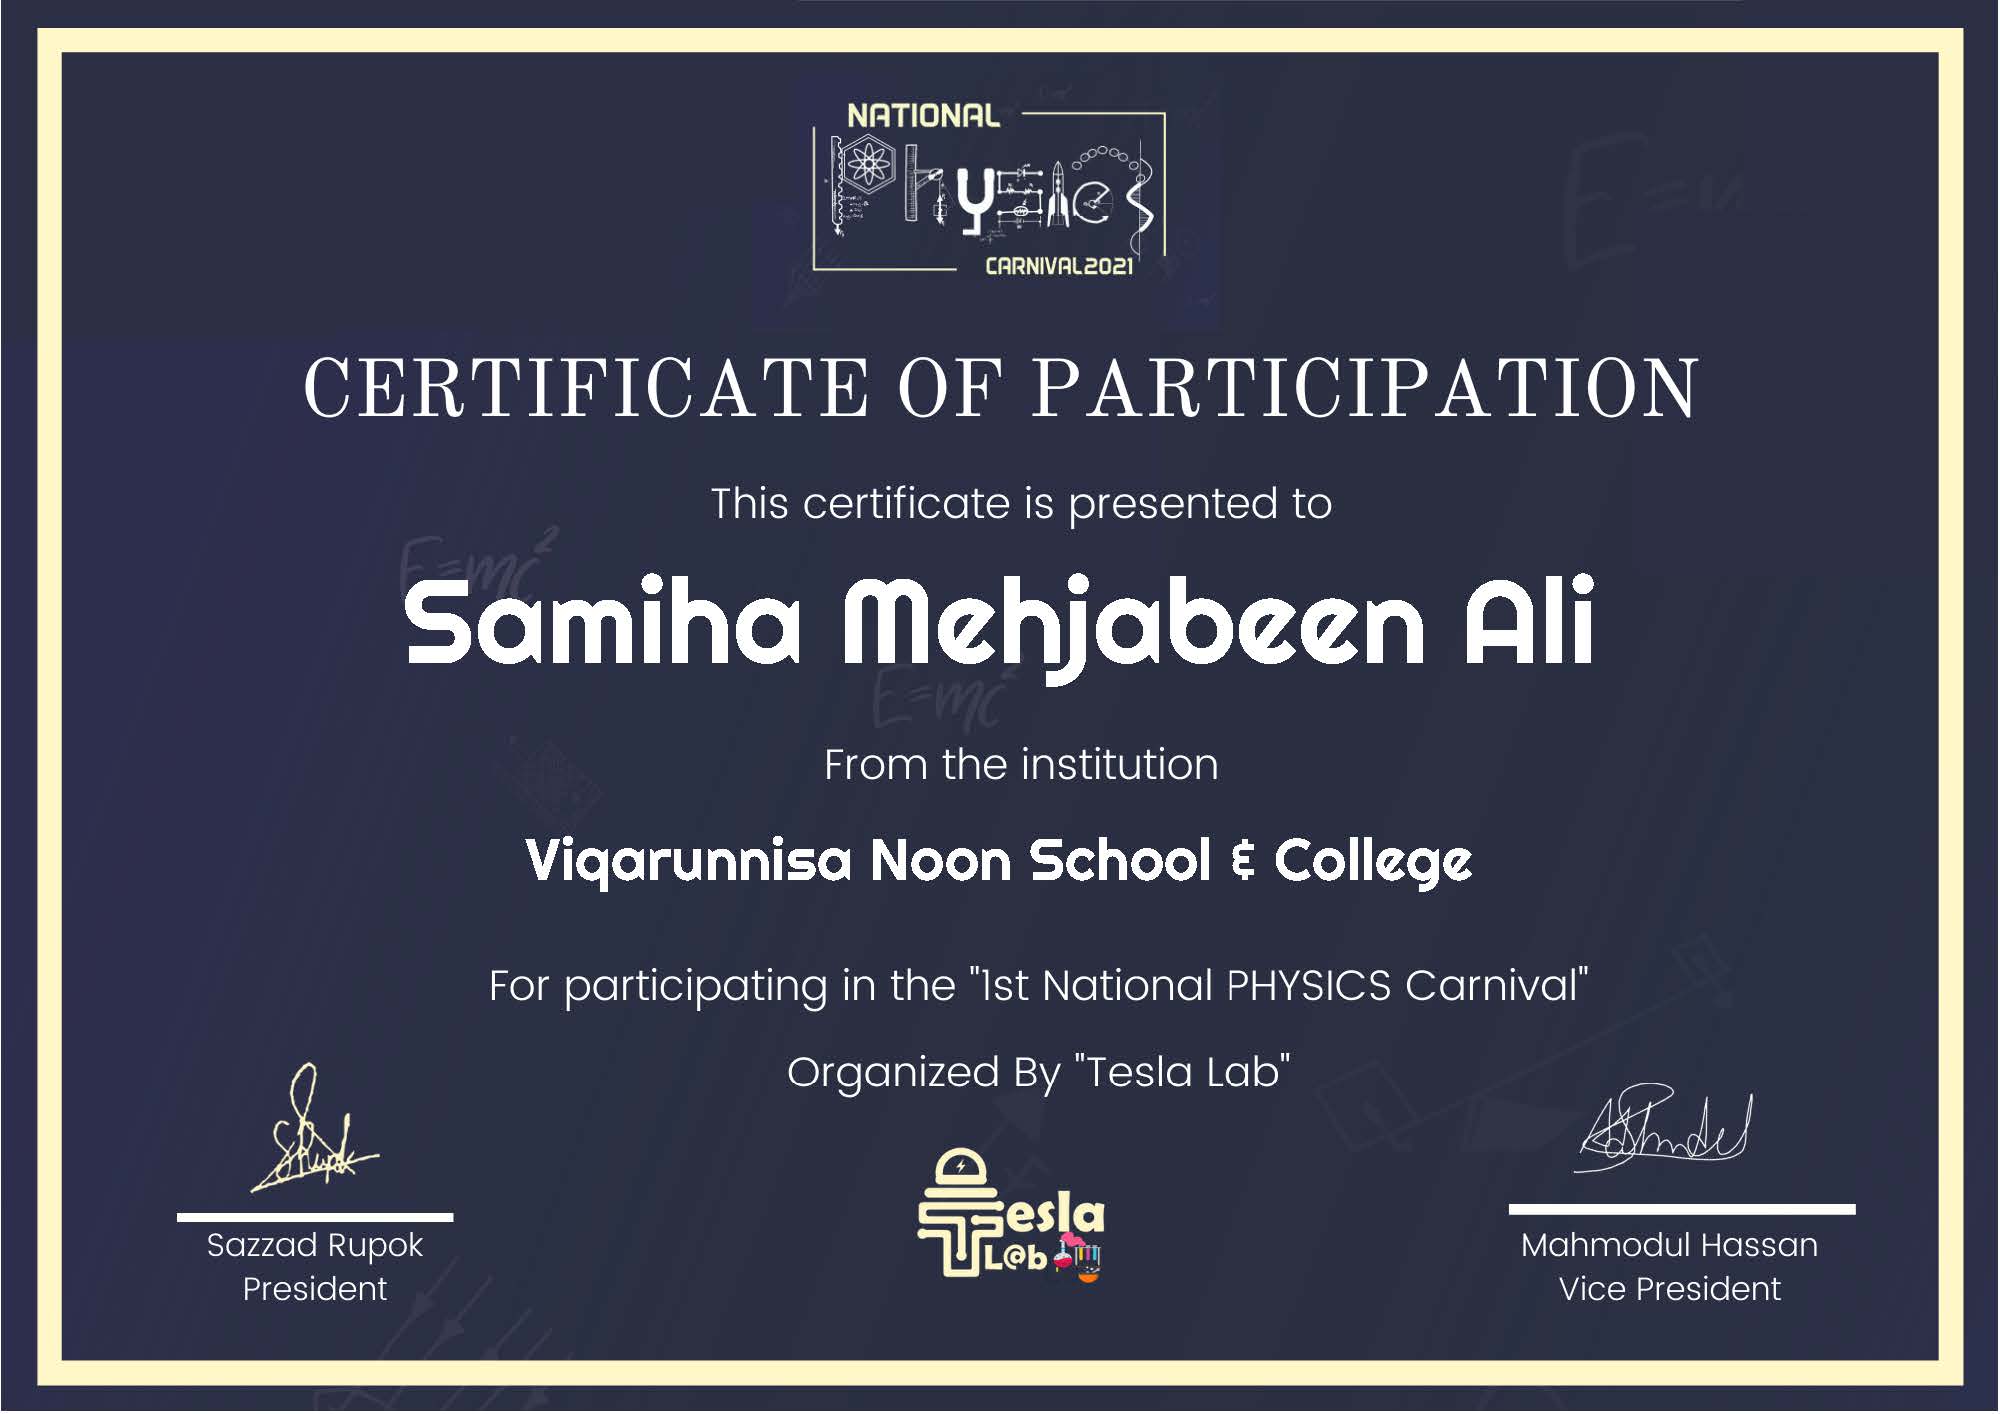 NATIONAL
Physics
CARNIVAL2021
CERTIFICATE OF PARTICIPATION
This certificate is presented to
E=mc²
Samiha Mehjabeen Ali
E=mc²
From the institution
Viqarunnisa Noon School & College
For participating in the "1st National PHYSICS Carnival"
Organized By "Tesla Lab"
Tesla
L@b
Sazzad Rupok
President
Mahmodul Hassan
Vice President